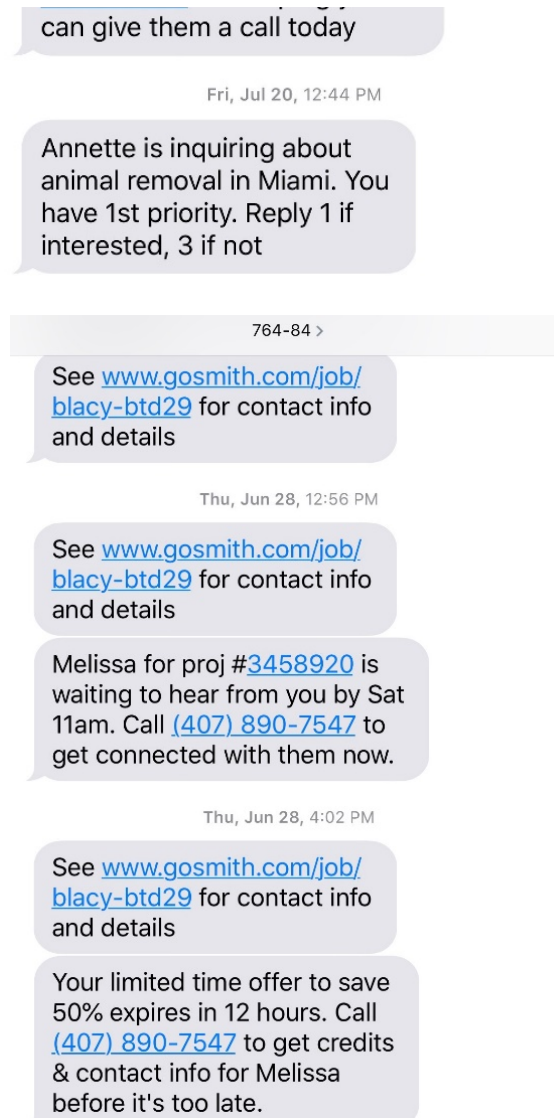 can give them a call today
Fri, Jul 20, 12:44 PM
Annette is inquiring about
animal removal in Miami. You
have 1st priority. Reply 1 if
interested, 3 if not
764-84 >
See www.gosmith.com/job/
blacy-btd29 for contact info
and details
Thu, Jun 28, 12:56 PM
See www.gosmith.com/job/
blacy-btd29 for contact info
and details
Melissa for proj #3458920 is
waiting to hear from you by Sat
11am. Call (407) 890-7547 to
get connected with them now.
Thu, Jun 28, 4:02 PM
See www.gosmith.com/job/
blacy-btd29 for contact info
and details
Your limited time offer to save
50% expires in 12 hours. Call
(407) 890-7547 to get credits
& contact info for Melissa
before it's too late.